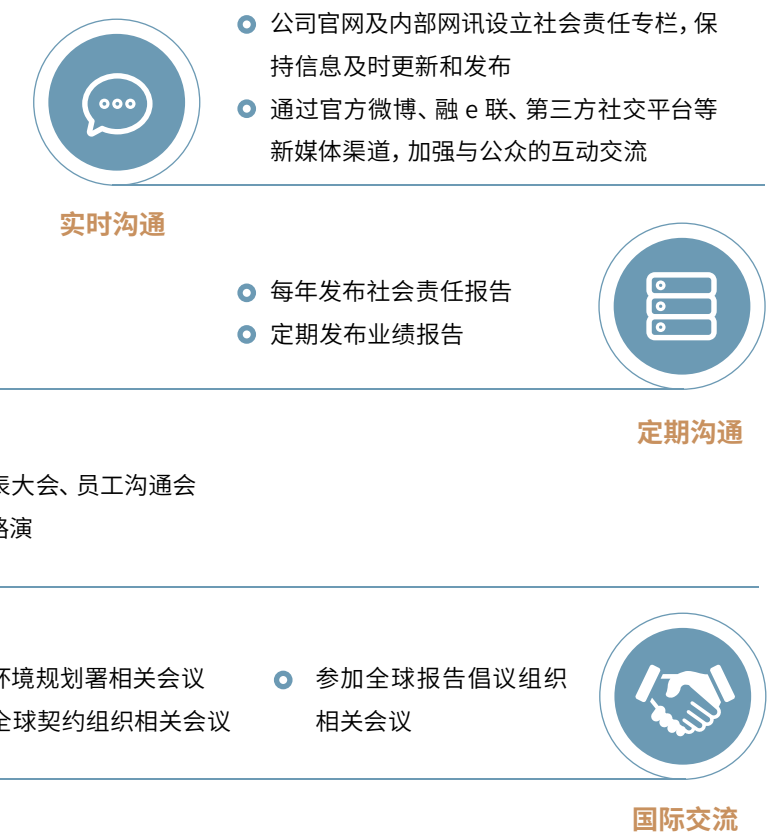 公司官网及内部网讯设立社会责任专栏，保
持信息及时更新和发布
通过官方微博、融 e 联、第三方社交平台等
新媒体渠道，加强与公众的互动交流
实时沟通
每年发布社会责任报告
定期发布业绩报告
定期沟通
表大会、员工沟通会
路演
环境规划署相关会议
全球契约组织相关会议
参加全球报告倡议组织
相关会议
国际交流